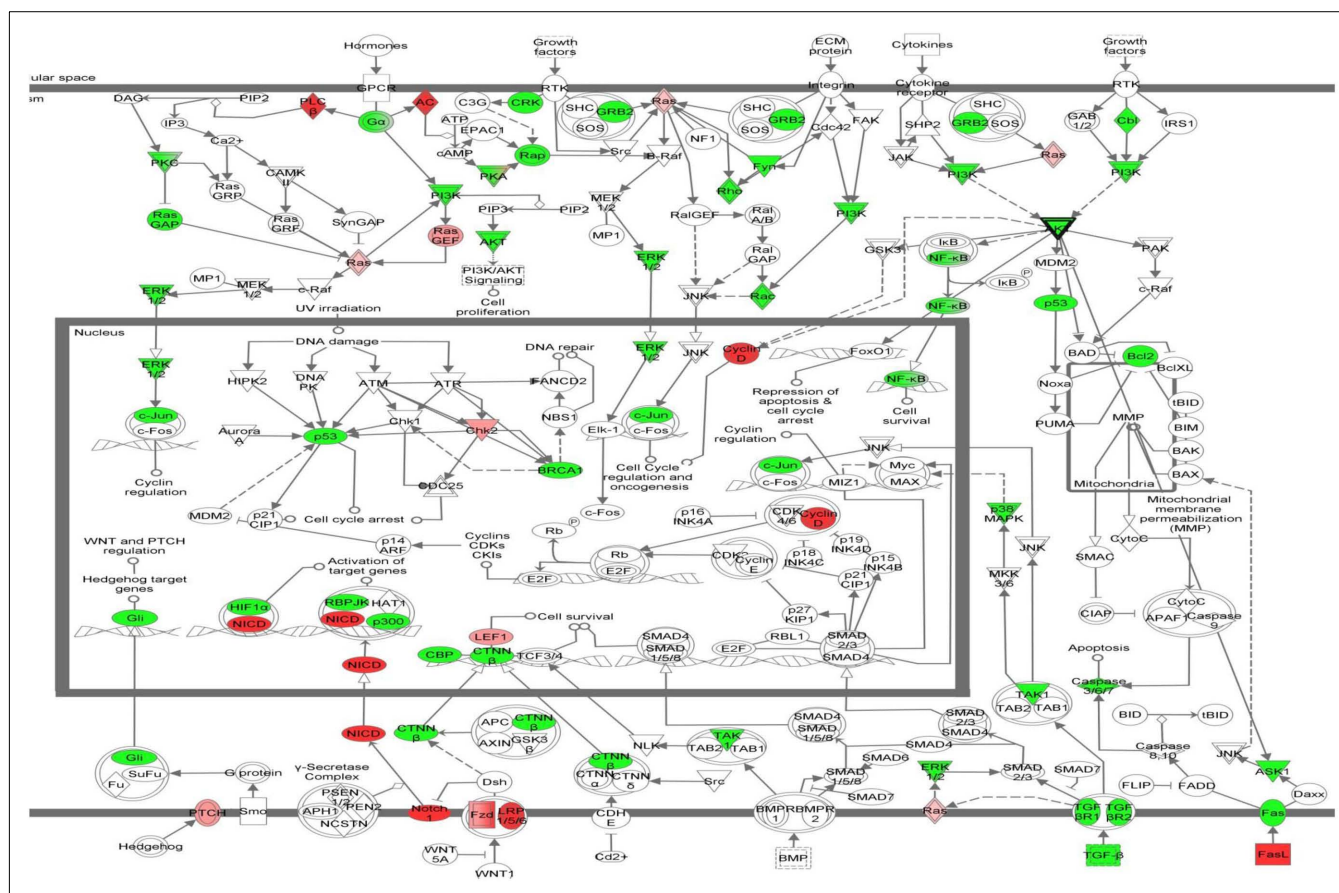 Hormones
Growth
factors
ECM
protein
Cytokines
Growth
factors
ular space
sm
GPCR
RTK
Integrin
Cytokine
receptor
RTK
DAG
PIP2
PLC
β
AC
C3G
CRK
SHC
GRB2
SOS
Ras
SHC
GRB2
SOS
FAK
SHC
GRB2
SOS
GAB
1/2
Cbl
IRS1
IP3
Gα
ATP
EPAC1
cAMP
Rap
Src
B-Raf
NF1
Cdc42
SHP2
JAK
Ras
Ca2+
PKC
CAMK
II
Ras
GRP
PKA
Fyn
Rho
PI3K
PI3K
PI3K
MEK
1/2
MP1
PI3K
PIP3
PIP2
Ras
GAP
Ras
GRF
SynGAP
Ras
GEF
AKT
RalGEF
Ral
A/B
Ral
GAP
GSK3
IκB
NF-κB
MDM2
PAK
Ras
PI3K/AKT
Signaling
ERK
1/2
IκB
P
p53
c-Raf
MP1
MEK
1/2
c-Raf
ERK
1/2
Cell
proliferation
JNK
Rac
NF-κB
UV irradiation
Nucleus
DNA damage
DNA repair
ERK
1/2
JNK
Cyclin
D
FoxO1
BAD
Bcl2
BclXL
ERK
1/2
HIPK2
DNA
PK
ATM
ATR
FANCD2
NF-κB
Noxa
tBID
Repression of
apoptosis &
cell cycle
arrest
Cell
survival
MMP
PUMA
BIM
BAK
BAX
c-Jun
c-Fos
Aurora
A
p53
Chk1
Chk2
NBS1
Elk-1
c-Jun
c-Fos
Cyclin regulation
JNK
BRCA1
Cell Cycle
regulation and
oncogenesis
c-Jun
c-Fos
MIZ1
Myc
MAX
Mitochondria
Cyclin
regulation
CDC25
MDM2
p21
CIP1
Cell cycle arrest
c-Fos
p16
INK4A
CDK
4/6
Cyclin
D
p38
MAPK
Mitochondrial
membrane
permeabilization
(MMP)
p14
ARF
Cyclins
CDKs
CKIs
Rb
P
Rb
E2F
E2F
CDK
Cyclin
E
p18
INK4C
p19
INK4D
p15
INK4B
p21
CIP1
JNK
MKK
3/6
SMAC
CytoC
WNT and PTCH
regulation
Hedgehog target
genes
Activation of
target genes
HIF1α
NICD
RBPJK
HAT1
NICD
p300
Gli
p27
KIP1
CIAP
CytoC
APAF1
Caspase
9
LEF1
Cell survival
CBP
CTNN
β
TCF3/4
SMAD4
SMAD
1/5/8
E2F
RBL1
SMAD
2/3
SMAD4
Apoptosis
NICD
Caspase
3/6/7
TAK1
TAB2
TAB1
NICD
CTNN
β
APC
CTNN
β
AXIN
GSK3
β
NLK
TAK
1
TAB2
TAB1
SMAD4
SMAD
1/5/8
SMAD
2/3
SMAD4
BID
tBID
Gli
SuFu
Fu
G protein
γ-Secretase
Complex
Dsh
CTNN
β
CTNN
α
CTNN
δ
Src
SMAD
1/5/8
SMAD6
SMAD4
ERK
1/2
SMAD
2/3
SMAD7
Caspase
8,10
JNK
ASK1
PTCH
Smo
PSEN
1/2
APH1
PEN2
NCSTN
Notch
1
Fzd
LRP
1/5/6
CDH
E
BMPR
1
BMPR
2
SMAD7
Ras
TGF
βR1
TGF
βR2
FLIP
FADD
Fas
Daxx
Hedgehog
WNT
5A
WNT1
Cd2+
BMP
TGF-β
FasL